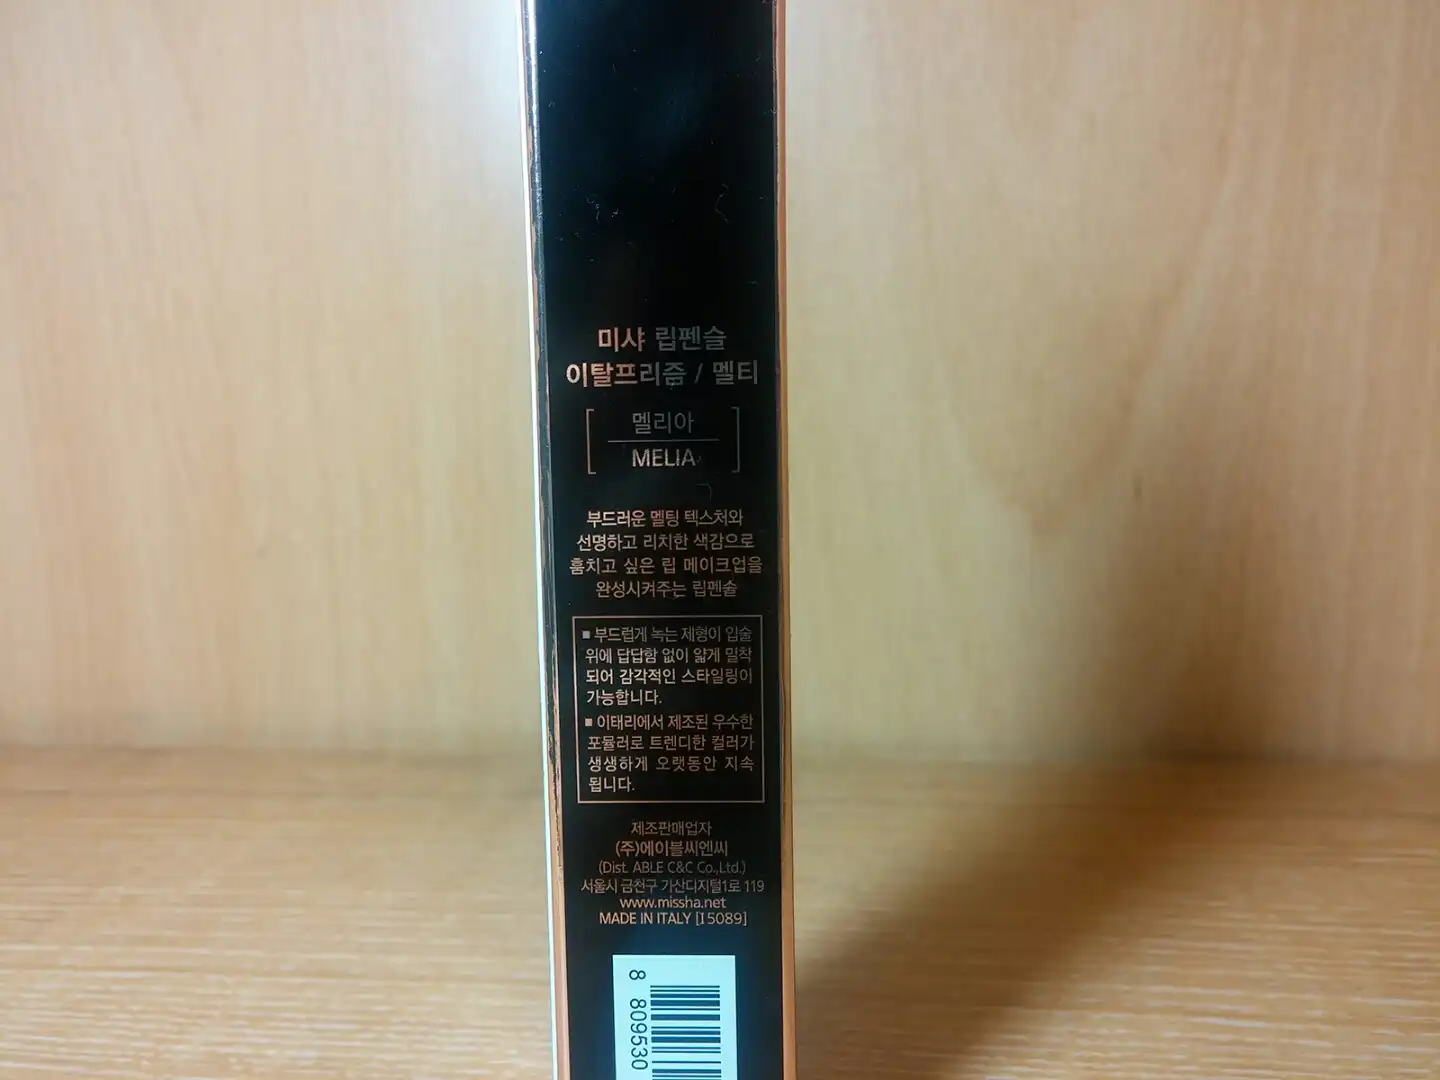 미샤 립펜슬
이탈프리즘 / 멜티
멜리아
MELIA
부드러운 멜팅 텍스처와
선명하고 리치한 색감으로
훔치고 싶은 립 메이크업을
완성시켜주는 립펜슬
■ 부드럽게 녹는 제형이 입술
위에 답답함 없이 얇게 밀착
되어 감각적인 스타일링이
가능합니다.
■ 이태리에서 제조된 우수한
포뮬러로 트렌디한 컬러가
생생하게 오랫동안 지속
됩니다.
제조판매업자
(주)에이블씨엔씨
(Dist. ABLE C&C Co.,Ltd.)
서울시 금천구 가산디지털1로 119
www.missha.net
MADE IN ITALY [I5089]
8 809530